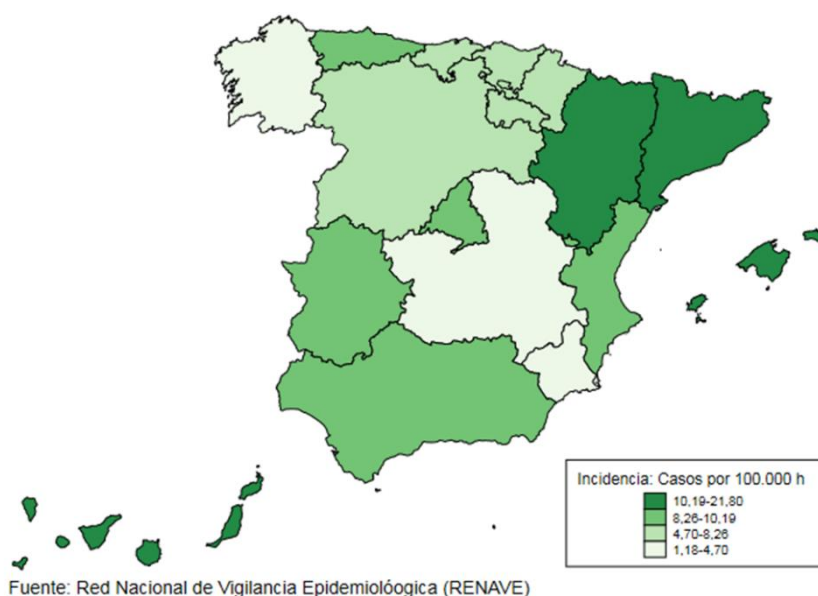 Incidencia: Casos por 100.000 h
10,19-21,80
8,26-10,19
4,70-8,26
1,18-4,70
Fuente: Red Nacional de Vigilancia Epidemiolóogica (RENAVE)